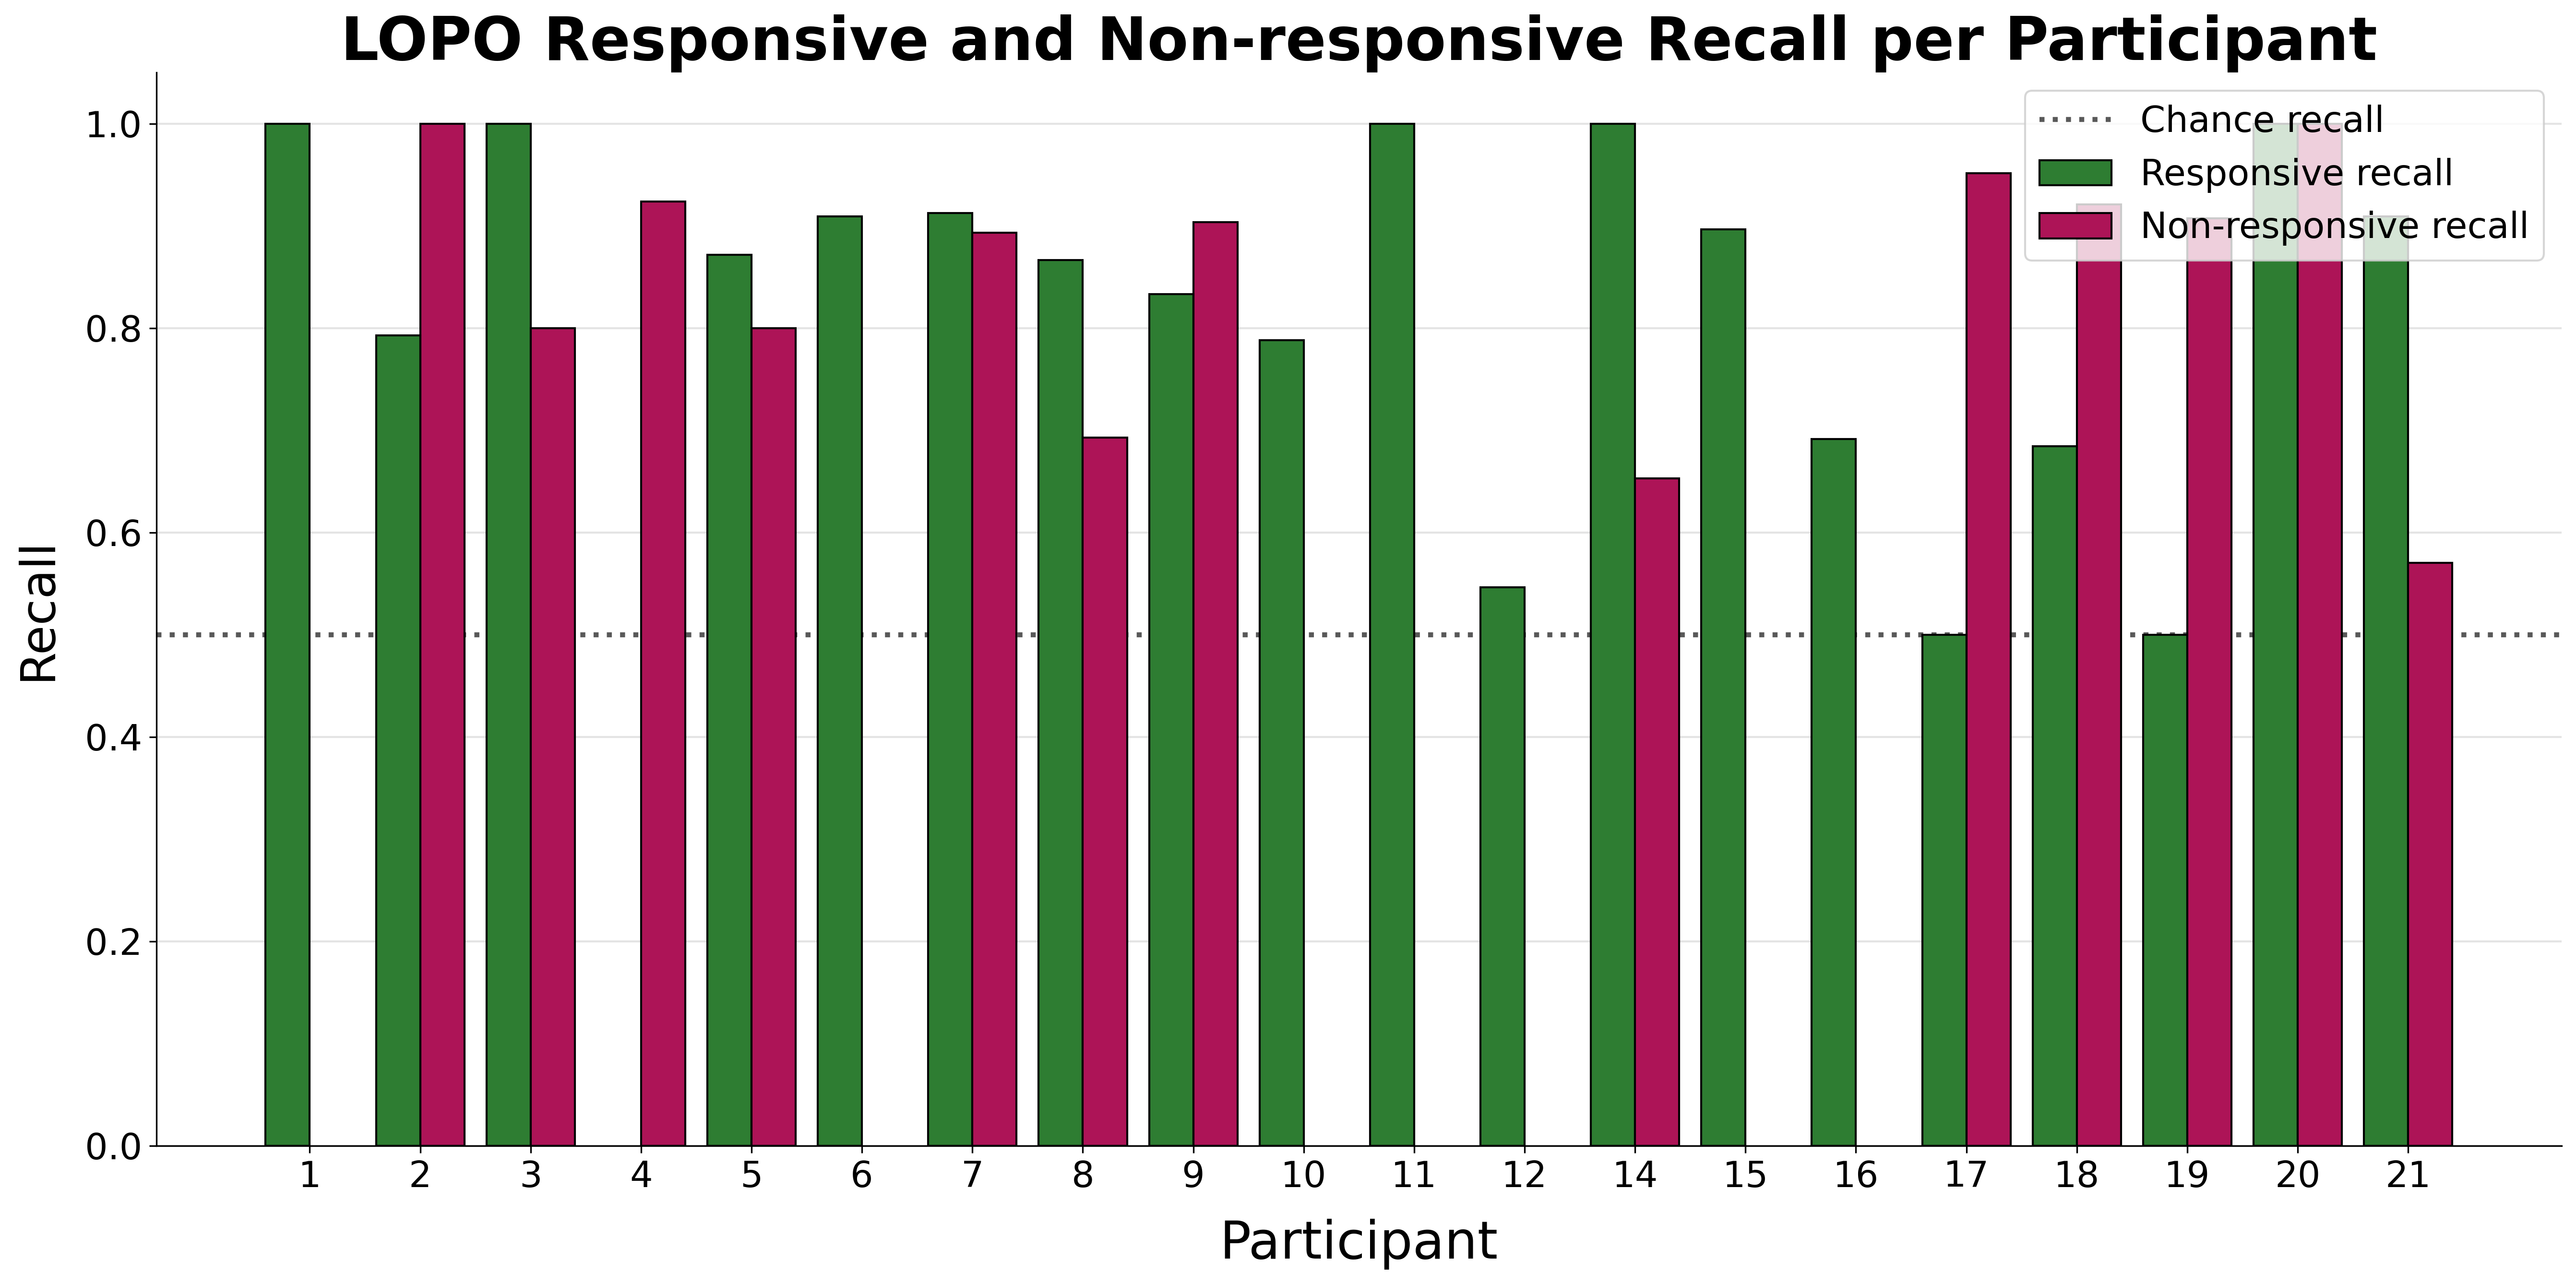 LOPO Responsive and Non-responsive Recall per Participant
Chance recall
Responsive recall
Non-responsive recall
1.0
0.8
0.6
0.4
0.2
0.0
Recall
1 2 3 4 5 6 7 8 9 10 11 12 14 15 16 17 18 19 20 21
Participant